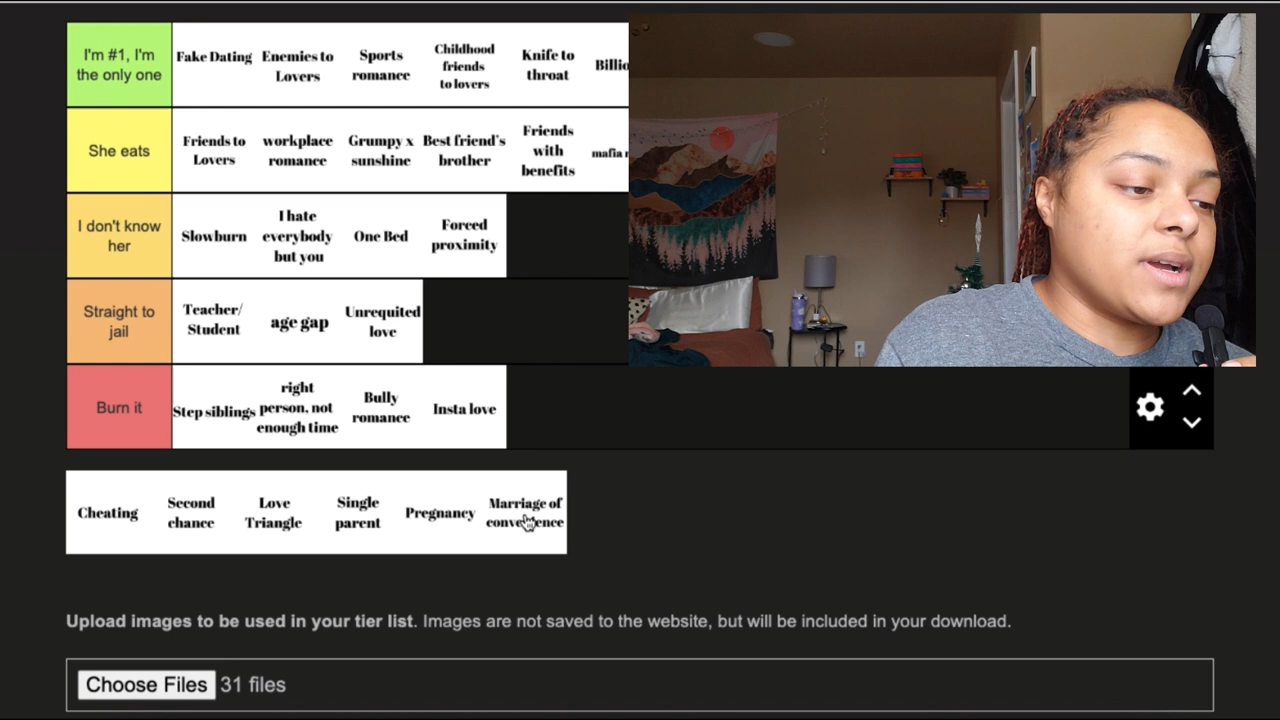 I'm #1, I'm
the only one
Fake Dating
Enemies to
Lovers
Sports
romance
Childhood
friends
to lovers
Knife to
throat
She eats
Friends to
Lovers
workplace
romance
Grumpy x
sunshine
Best friend's
brother
Friends
with
benefits
mafia
I don't know
her
Slowburn
I hate
everybody
but you
One Bed
Forced
proximity
Straight to
jail
Teacher/
Student
age gap
Unrequited
love
Burn it
Step siblings
right
person, not
enough time
Bully
romance
Insta love
Cheating
Second
chance
Love
Triangle
Single
parent
Pregnancy
Marriage of
convenience
Upload images to be used in your tier list. Images are not saved to the website, but will be included in your download.
Choose Files 31 files